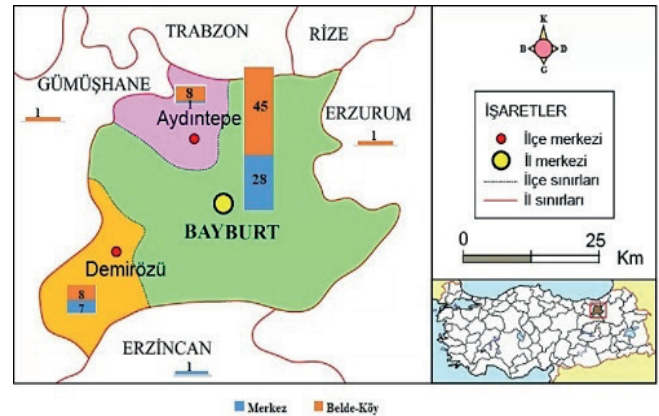 TRABZON
RİZE
GÜMÜŞHANE
ERZURUM
1
1
8
1
Aydıntepe
45
28
BAYBURT
Demirözü
8
7
ERZİNCAN
1
K
B D
G
İŞARETLER
İlçe merkezi
İl merkezi
İlçe sınırları
İl sınırları
0 25
Km
Merkez Belde-Köy